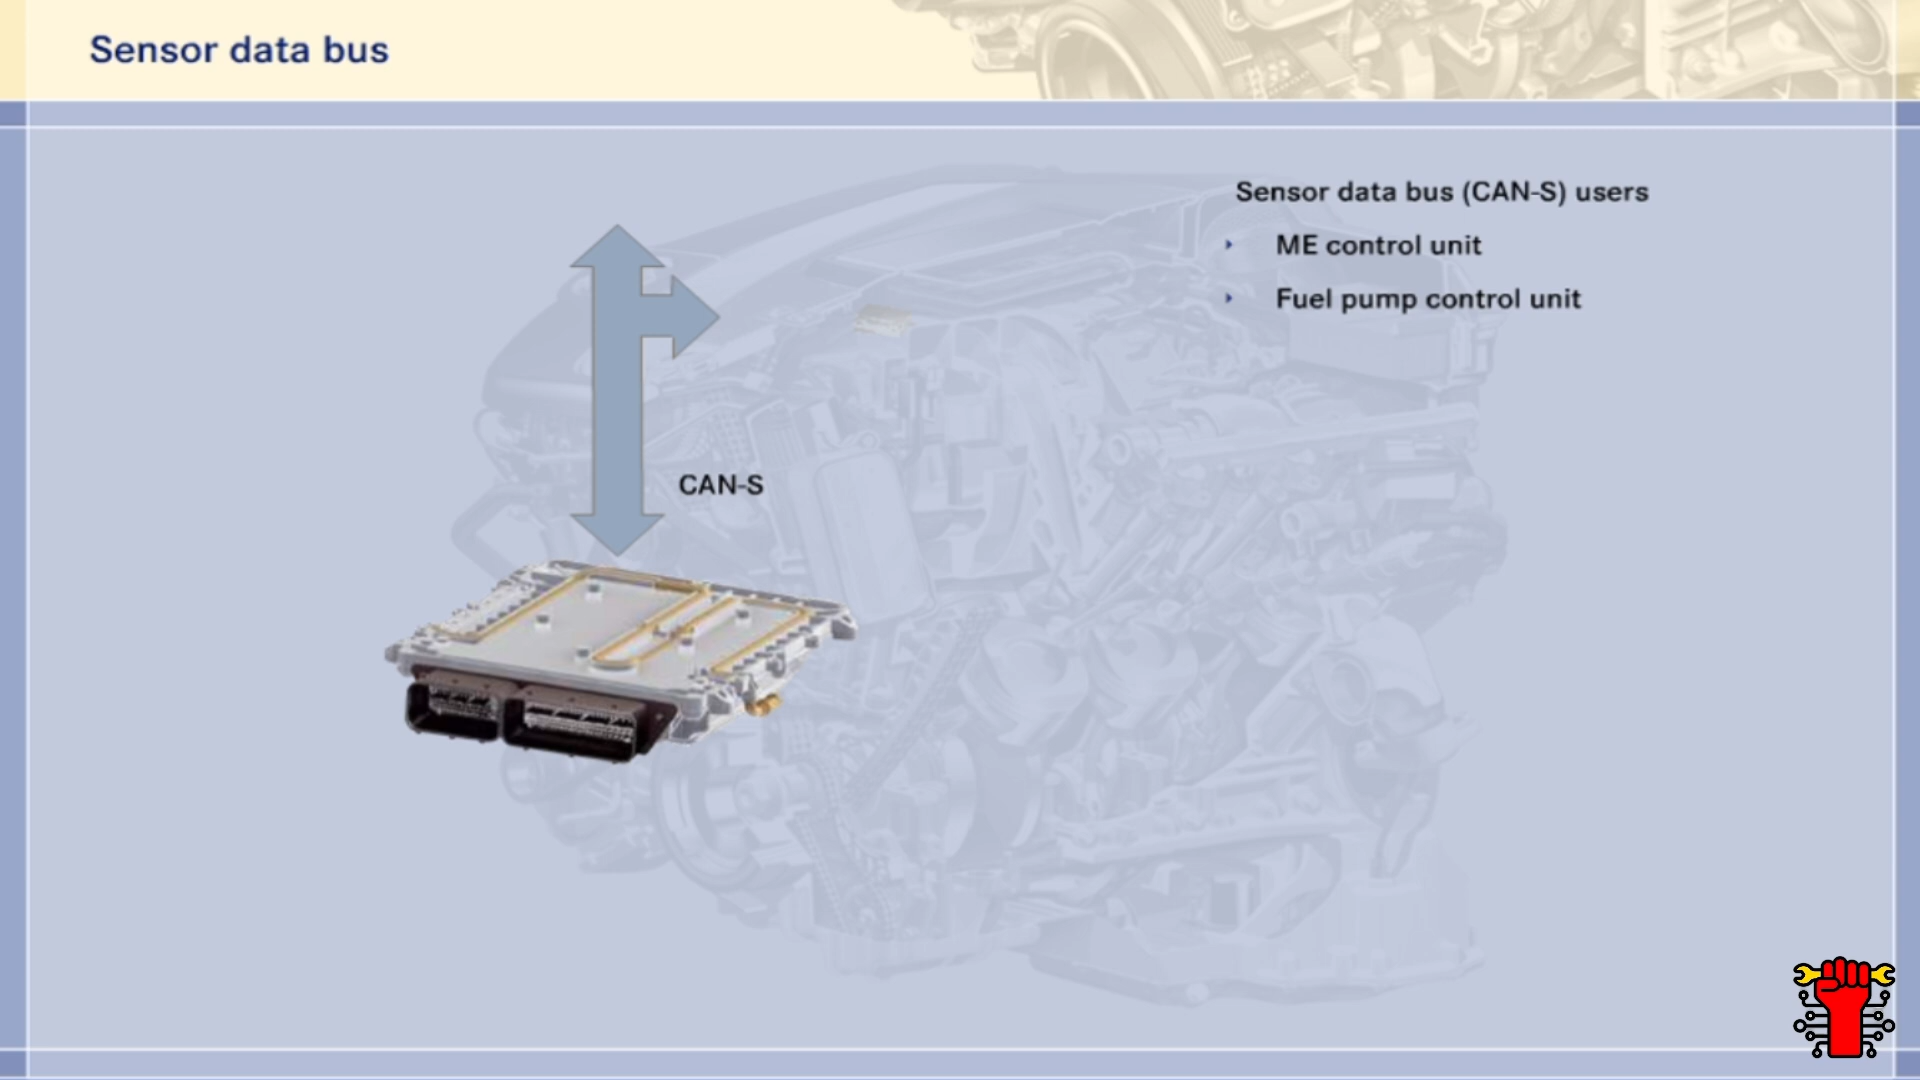 Sensor data bus
Sensor data bus (CAN-S) users
ME control unit
Fuel pump control unit
CAN-S